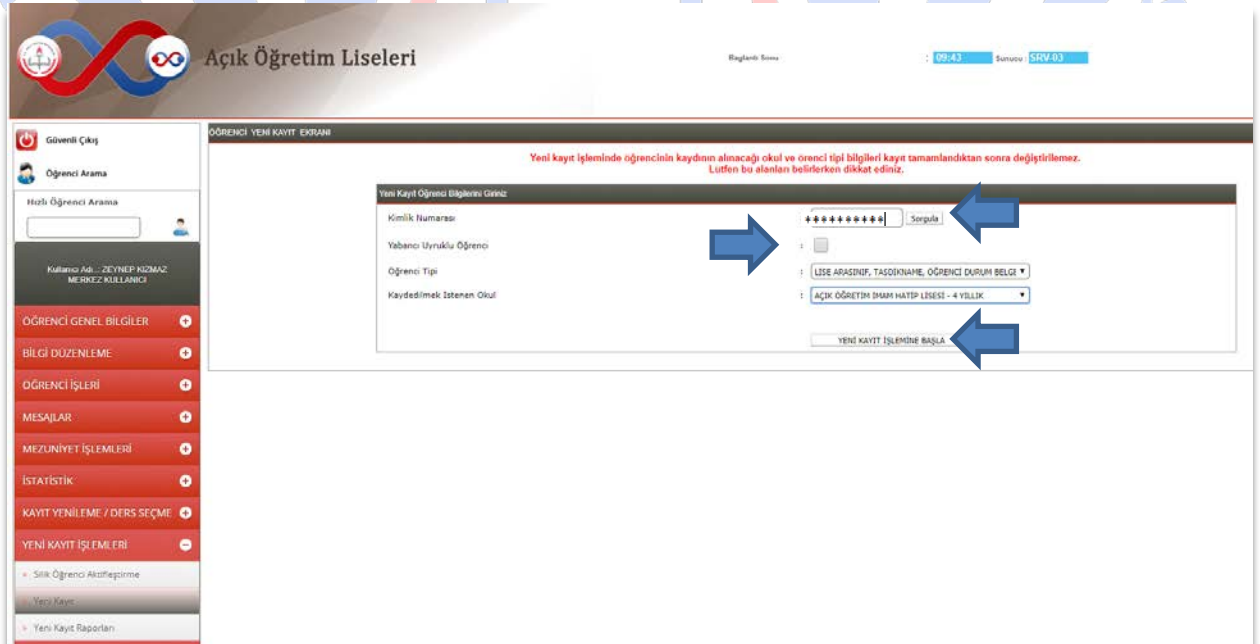 Açık Öğretim Liseleri
Bağlantı Sonu : 09:43 Sunucu : SRV-03
Güvenli Çıkış
Öğrenci Arama
Hızlı Öğrenci Arama
Kullanıcı Adı... ZEYNEP KIZMAZ
MERKEZ KULLANICI
ÖĞRENCİ GENEL BİLGİLER
BİLGİ DÜZENLEME
ÖĞRENCİ İŞLERİ
MESAJLAR
MEZUNİYET İŞLEMLERİ
İSTATİSTİK
KAYIT YENİLEME / DERS SEÇME
YENİ KAYIT İŞLEMLERİ
Silik Öğrenci Aktifleştirme
Yeni Kayıt
Yeni Kayıt Raporları
ÖĞRENCİ YENİ KAYIT EKRANI
Yeni kayıt işleminde öğrencinin kaydının alınacağı okul ve örenci tipi bilgileri kayıt tamamlandıktan sonra değiştirilemez.
Lütfen bu alanları belirlerken dikkat ediniz.
Yeni Kayıt Öğrenci Bilgilerini Giriniz
Kimlik Numarası : ********** Sorgula
Yabancı Uyruklu Öğrenci :
Öğrenci Tipi : LİSE ARASINIF, TASDİKNAME, ÖĞRENCİ DURUM BELGE
Kaydedilmek İstenen Okul : AÇIK ÖĞRETİM İMAM HATİP LİSESİ - 4 YILLIK
YENİ KAYIT İŞLEMİNE BAŞLA